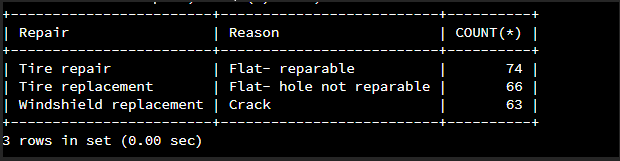 +----------------------+---------------------------+----------+
| Repair               | Reason                    | COUNT(*) |
+----------------------+---------------------------+----------+
| Tire repair          | Flat- reparable           |       74 |
| Tire replacement     | Flat- hole not reparable  |       66 |
| Windshield replacement | Crack                   |       63 |
+----------------------+---------------------------+----------+
3 rows in set (0.00 sec)